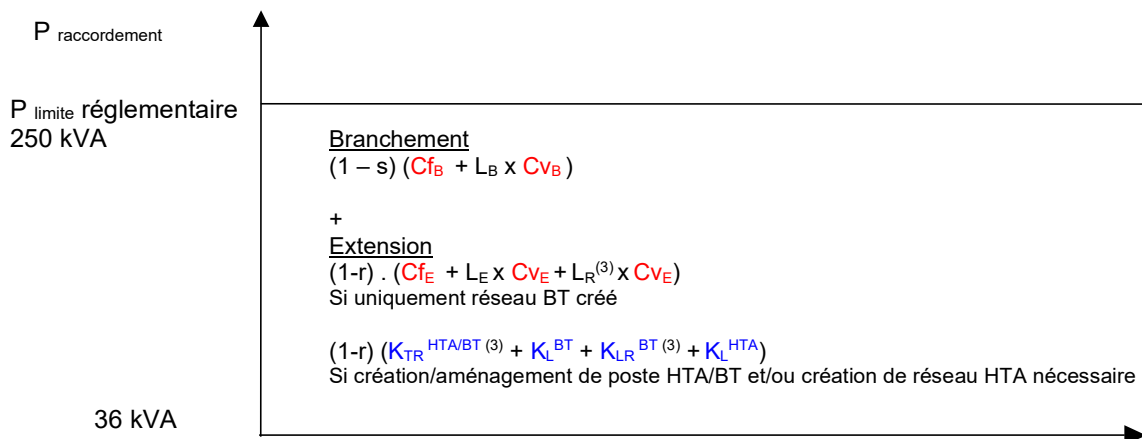 P raccordement
P limite réglementaire
250 kVA
Branchement
(1 – s) (CfB + LB x CvB )
+
Extension
(1-r) . (CfE + LE x CvE + LR(3) x CvE)
Si uniquement réseau BT créé
(1-r) (KTR HTA/BT (3) + KL BT + KLR BT (3) + KL HTA)
Si création/aménagement de poste HTA/BT et/ou création de réseau HTA nécessaire
36 kVA